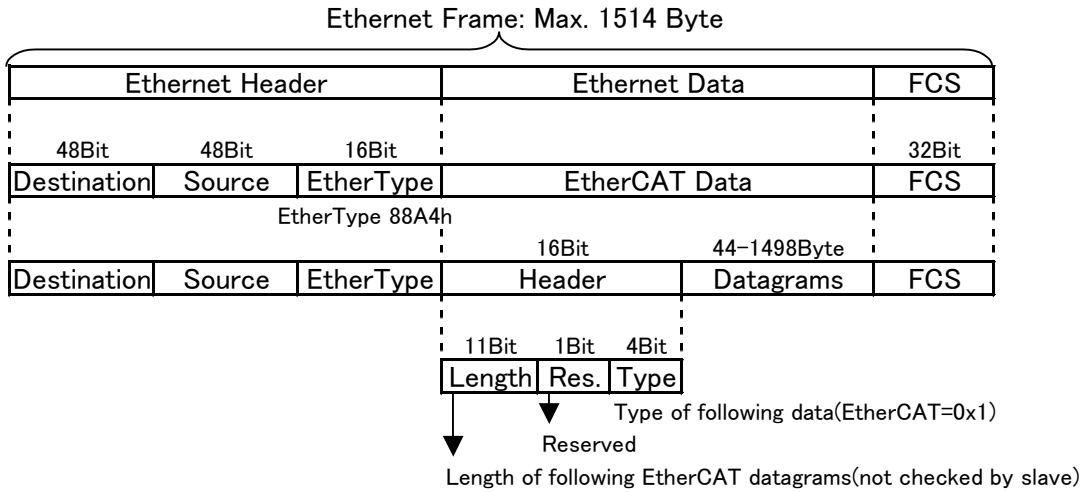 Ethernet Frame: Max. 1514 Byte
Ethernet Header Ethernet Data FCS
48Bit 48Bit 16Bit 32Bit
Destination Source EtherType EtherCAT Data FCS
EtherType 88A4h
16Bit 44-1498Byte
Destination Source EtherType Header Datagrams FCS
11Bit 1Bit 4Bit
Length Res. Type
Type of following data(EtherCAT=0x1)
Reserved
Length of following EtherCAT datagrams(not checked by slave)